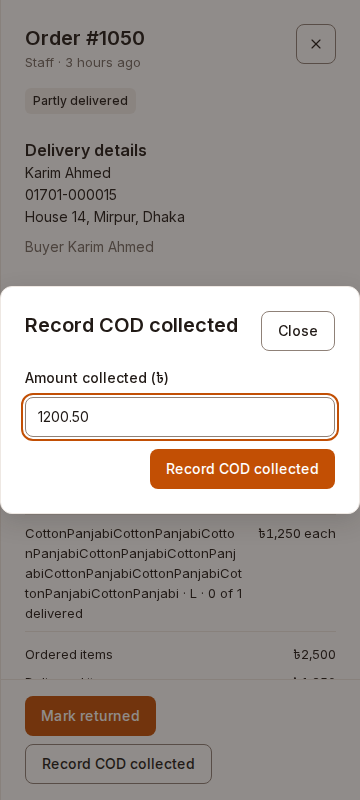 Order #1050
×
Staff · 3 hours ago
Partly delivered
Delivery details
Karim Ahmed
01701-000015
House 14, Mirpur, Dhaka
Buyer Karim Ahmed
Record COD collected
Close
Amount collected (৳)
1200.50
Record COD collected
CottonPanjabiCottonPanjabiCotto
nPanjabiCottonPanjabiCottonPanj
abiCottonPanjabiCottonPanjabiCot
tonPanjabiCottonPanjabi · L · 0 of 1
delivered
৳1,250 each
Ordered items ৳2,500
Mark returned
Record COD collected